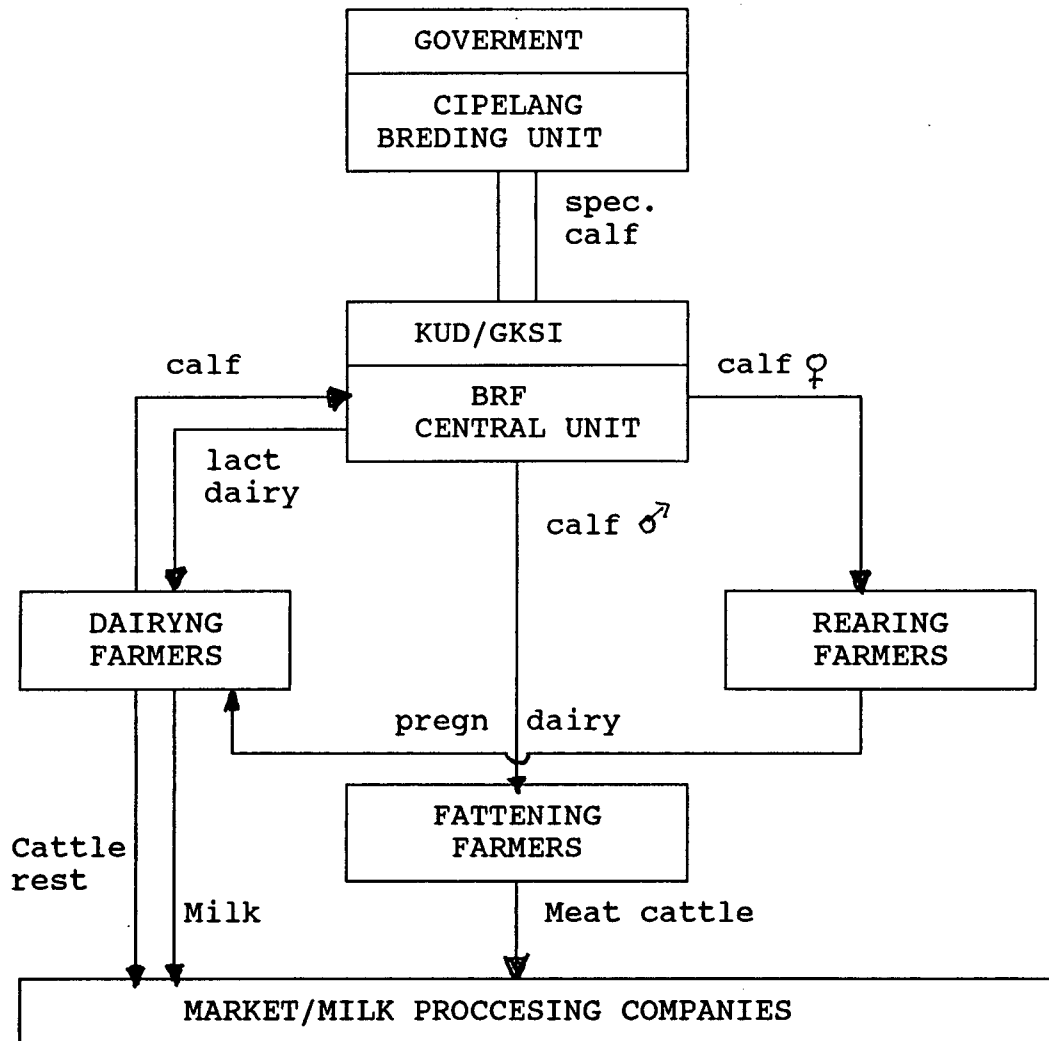 GOVERMENT
CIPELANG
BREDING UNIT
spec.
calf
KUD/GKSI
calf
calf ♀
BRF
CENTRAL UNIT
lact
dairy
calf ♂
DAIRYNG
FARMERS
REARING
FARMERS
pregn dairy
FATTENING
FARMERS
Cattle
rest
Milk
Meat cattle
MARKET/MILK PROCCESING COMPANIES